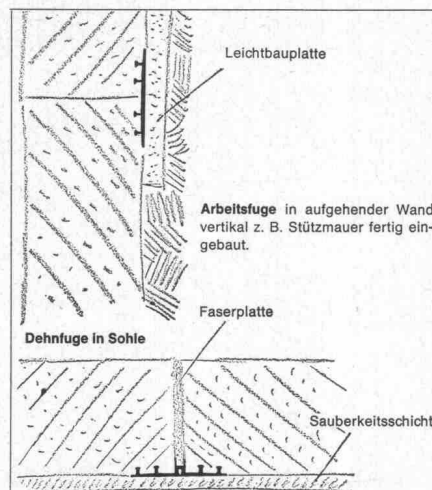 Leichtbauplatte
Arbeitsfuge in aufgehender Wand
vertikal z. B. Stützmauer fertig ein-
gebaut.
Faserplatte
Dehnfuge in Sohle
Sauberkeitsschicht